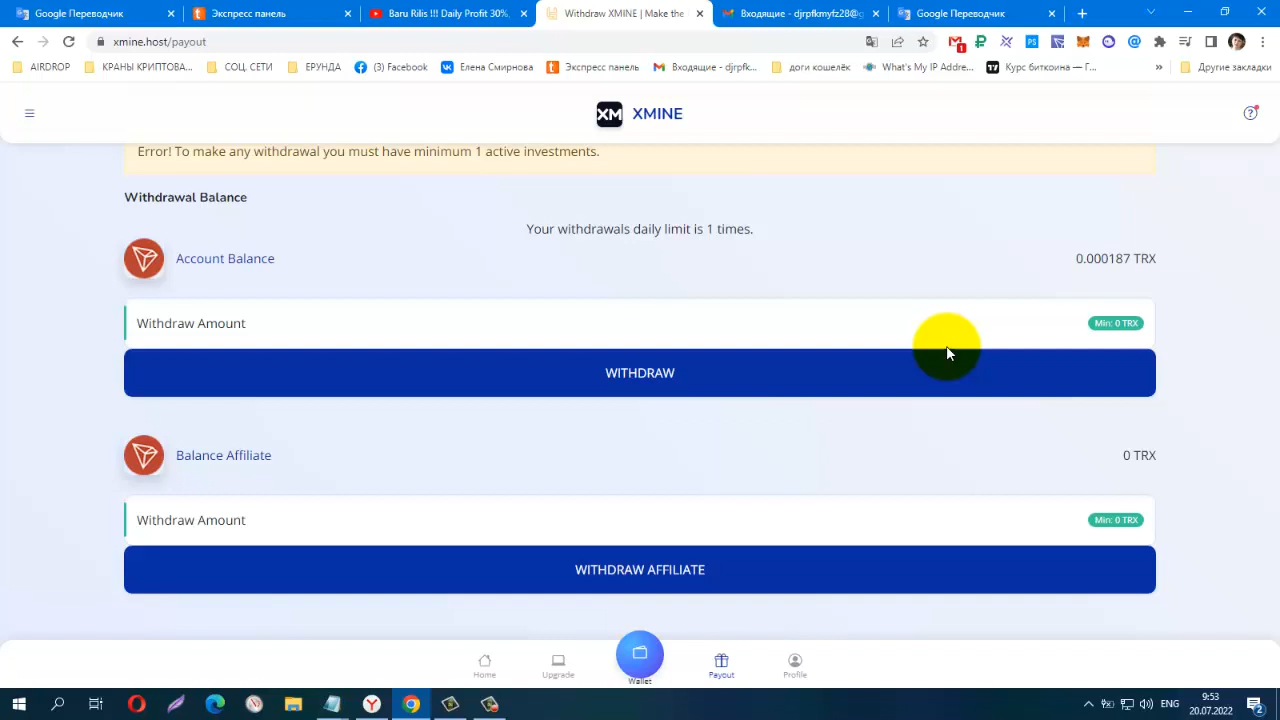 Google Переводчик
Экспресс панель
Baru Rilis !!! Daily Profit 30%,
Withdraw XMINE | Make the
Входящие - djrpfkmyfz28@g
Google Переводчик
xmine.host/payout
1
AIRDROP
КРАНЫ КРИПТОВА...
СОЦ. СЕТИ
ЕРУНДА
(3) Facebook
Елена Смирнова
Экспресс панель
Входящие - djrpfk...
доги кошелёк
What's My IP Addre...
Курс биткоина — Г...
»
Другие закладки
XM XMINE
Error! To make any withdrawal you must have minimum 1 active investments.
Withdrawal Balance
Your withdrawals daily limit is 1 times.
Account Balance
0.000187 TRX
Withdraw Amount
Min: 0 TRX
WITHDRAW
Balance Affiliate
0 TRX
Withdraw Amount
Min: 0 TRX
WITHDRAW AFFILIATE
Home
Upgrade
Wallet
Payout
Profile
ENG
9:53
20.07.2022
2